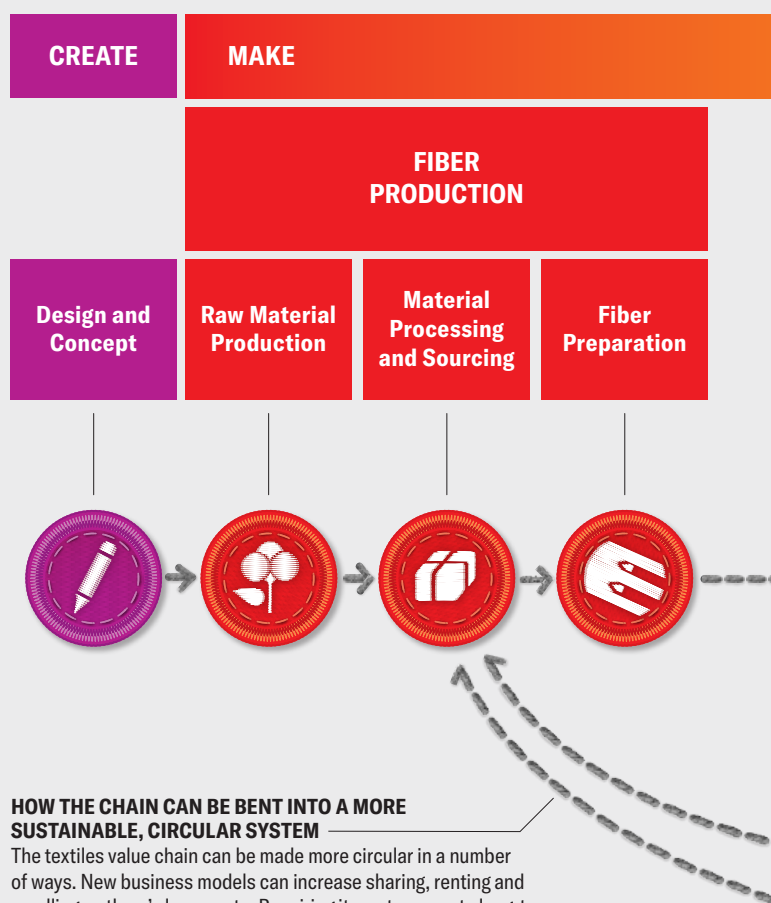 CREATE
MAKE
FIBER
PRODUCTION
Design and
Concept
Raw Material
Production
Material
Processing
and Sourcing
Fiber
Preparation
HOW THE CHAIN CAN BE BENT INTO A MORE
SUSTAINABLE, CIRCULAR SYSTEM
The textiles value chain can be made more circular in a number
of ways. New business models can increase sharing, renting and